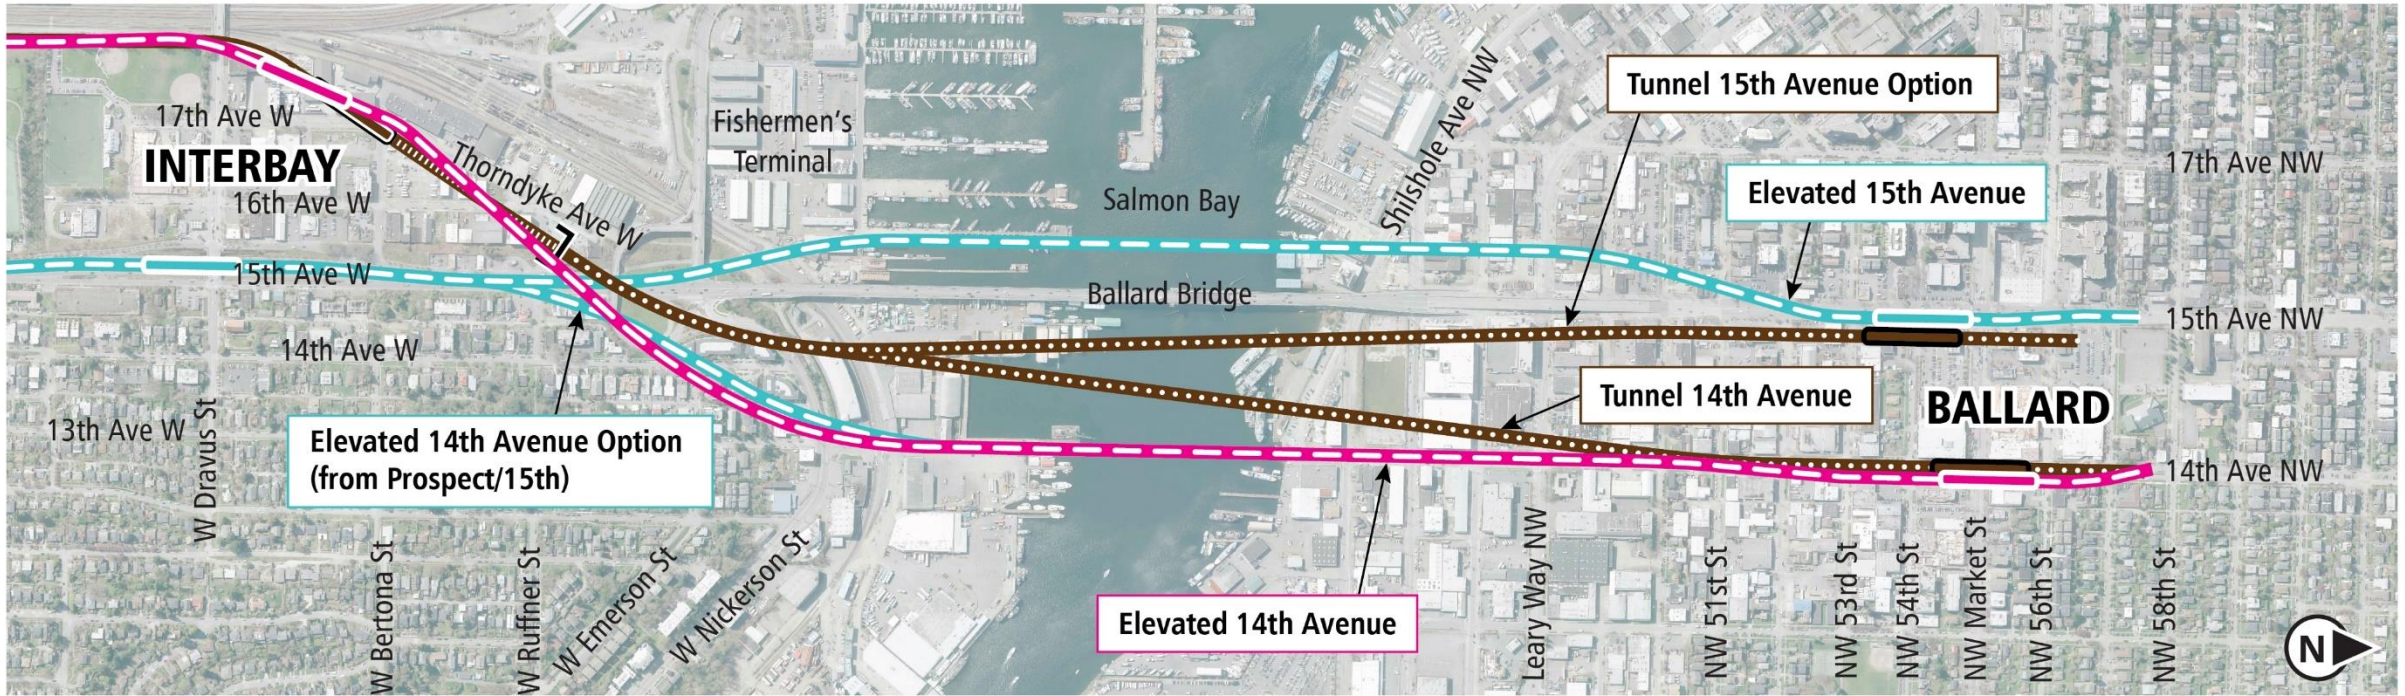 Tunnel 15th Avenue Option
17th Ave W
INTERBAY
16th Ave W
15th Ave W
14th Ave W
13th Ave W
Thorndyke Ave W
Fishermen's
Terminal
Salmon Bay
Ballard Bridge
Shilshole Ave NW
Elevated 15th Avenue
17th Ave NW
15th Ave NW
Tunnel 14th Avenue
BALLARD
14th Ave NW
Elevated 14th Avenue Option
(from Prospect/15th)
Elevated 14th Avenue
W Dravus St
W Bertona St
W Ruffner St
W Emerson St
W Nickerson St
Leary Way NW
NW 51st St
NW 53rd St
NW 54th St
NW Market St
NW 56th St
NW 58th St
N